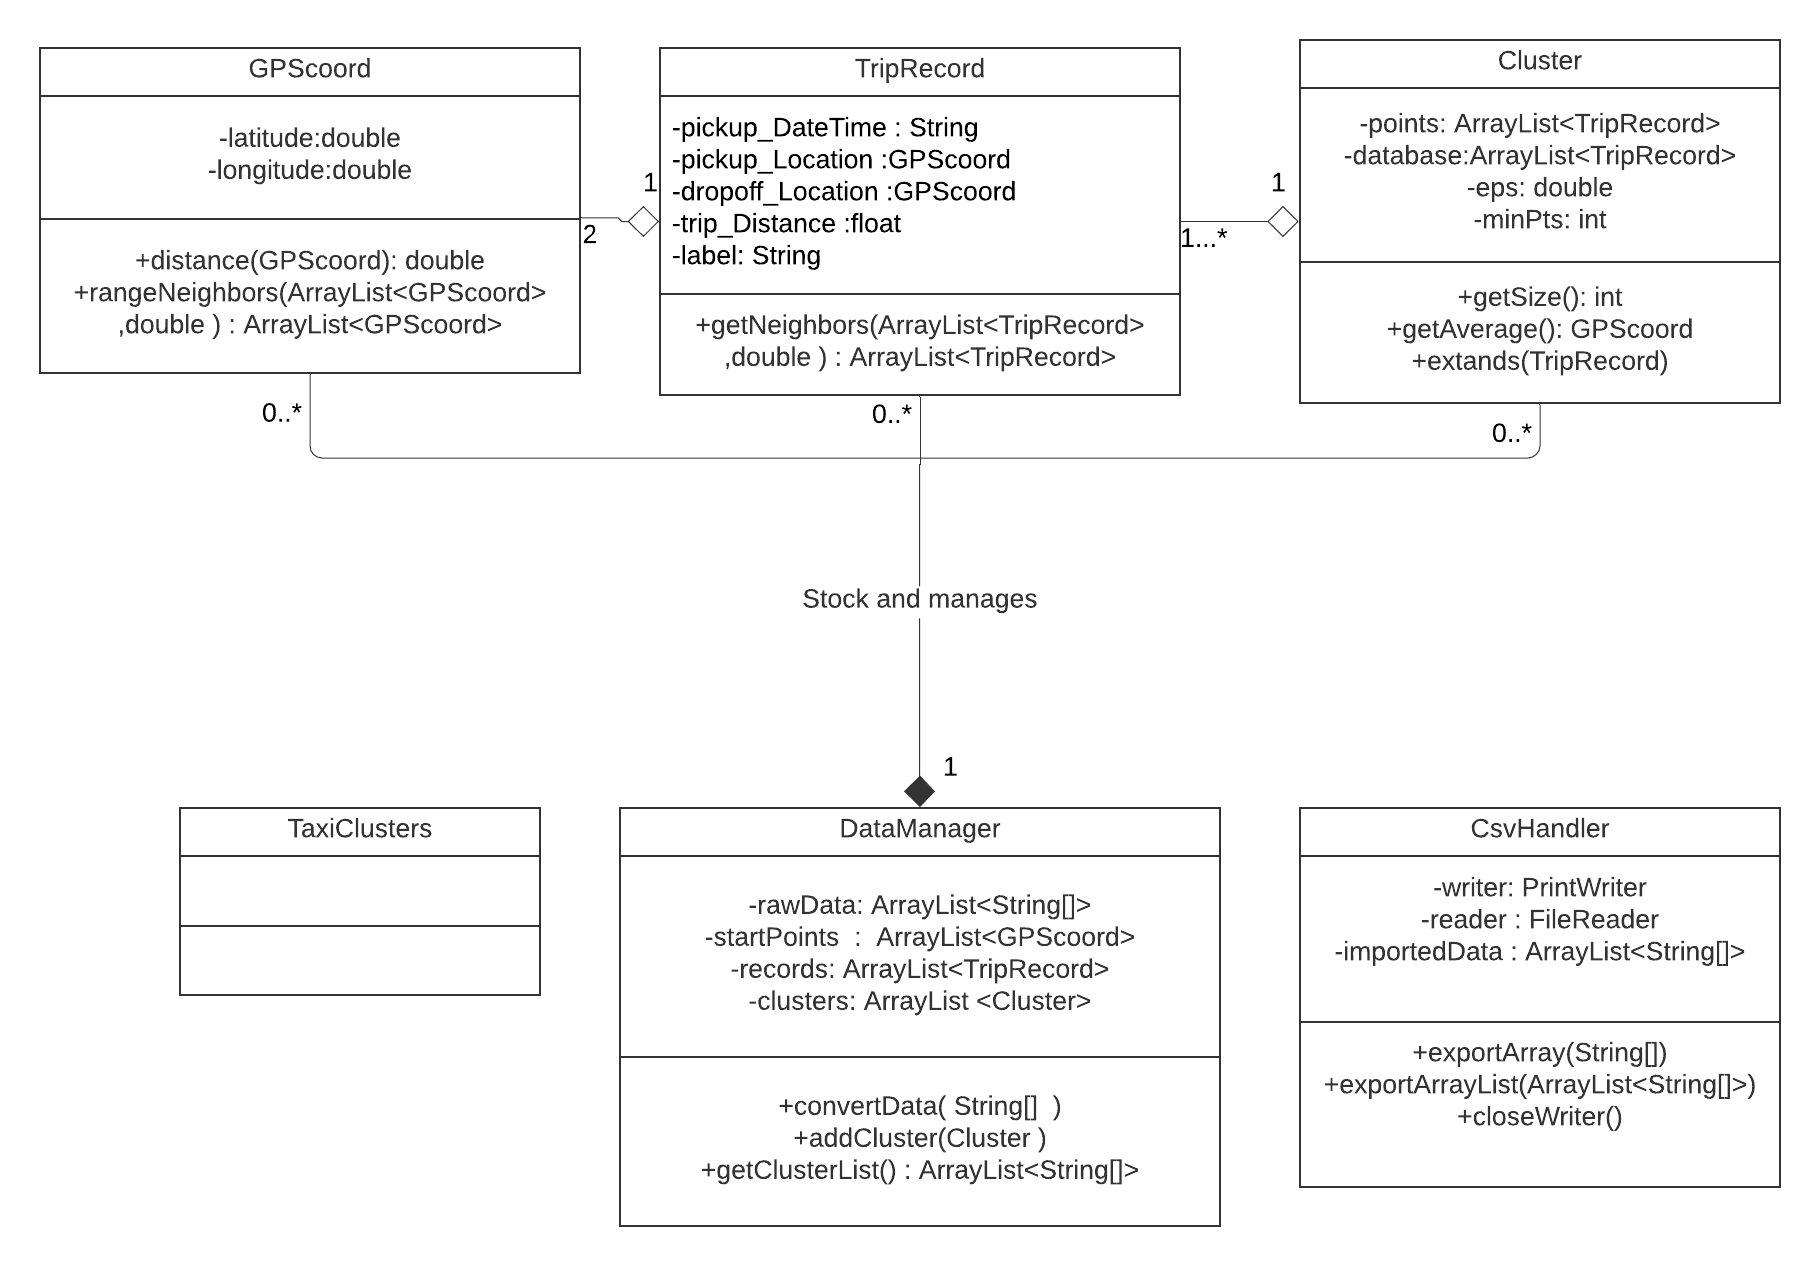 GPScoord
-latitude:double
-longitude:double
+distance(GPScoord): double
+rangeNeighbors(ArrayList<GPScoord>
,double ) : ArrayList<GPScoord>
2
1
TripRecord
-pickup_DateTime : String
-pickup_Location :GPScoord
-dropoff_Location :GPScoord
-trip_Distance :float
-label: String
+getNeighbors(ArrayList<TripRecord>
,double ) : ArrayList<TripRecord>
1...*
1
Cluster
-points: ArrayList<TripRecord>
-database:ArrayList<TripRecord>
-eps: double
-minPts: int
+getSize(): int
+getAverage(): GPScoord
+extands(TripRecord)
0..*
0..*
0..*
Stock and manages
1
TaxiClusters
DataManager
-rawData: ArrayList<String[]>
-startPoints  :  ArrayList<GPScoord>
-records: ArrayList<TripRecord>
-clusters: ArrayList <Cluster>
+convertData( String[]  )
+addCluster(Cluster )
+getClusterList() : ArrayList<String[]>
CsvHandler
-writer: PrintWriter
-reader : FileReader
-importedData : ArrayList<String[]>
+exportArray(String[])
+exportArrayList(ArrayList<String[]>)
+closeWriter()